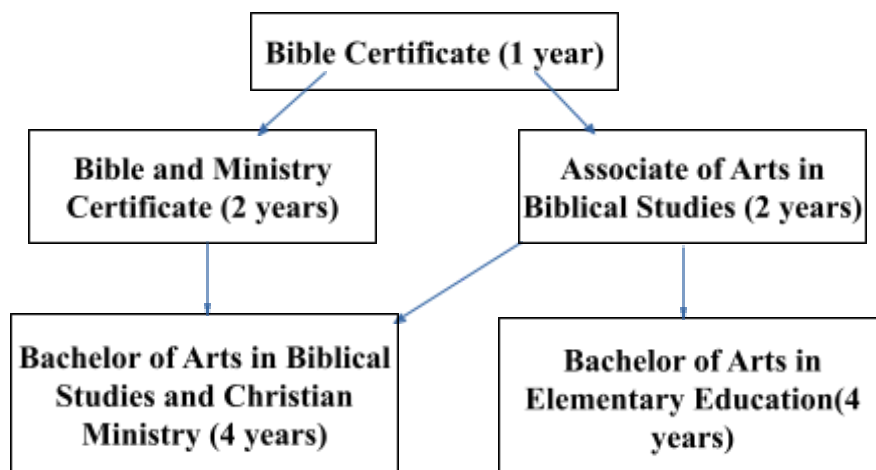 Bible Certificate (1 year)
Bible and Ministry
Certificate (2 years)
Associate of Arts in
Biblical Studies (2 years)
Bachelor of Arts in Biblical
Studies and Christian
Ministry (4 years)
Bachelor of Arts in
Elementary Education(4
years)